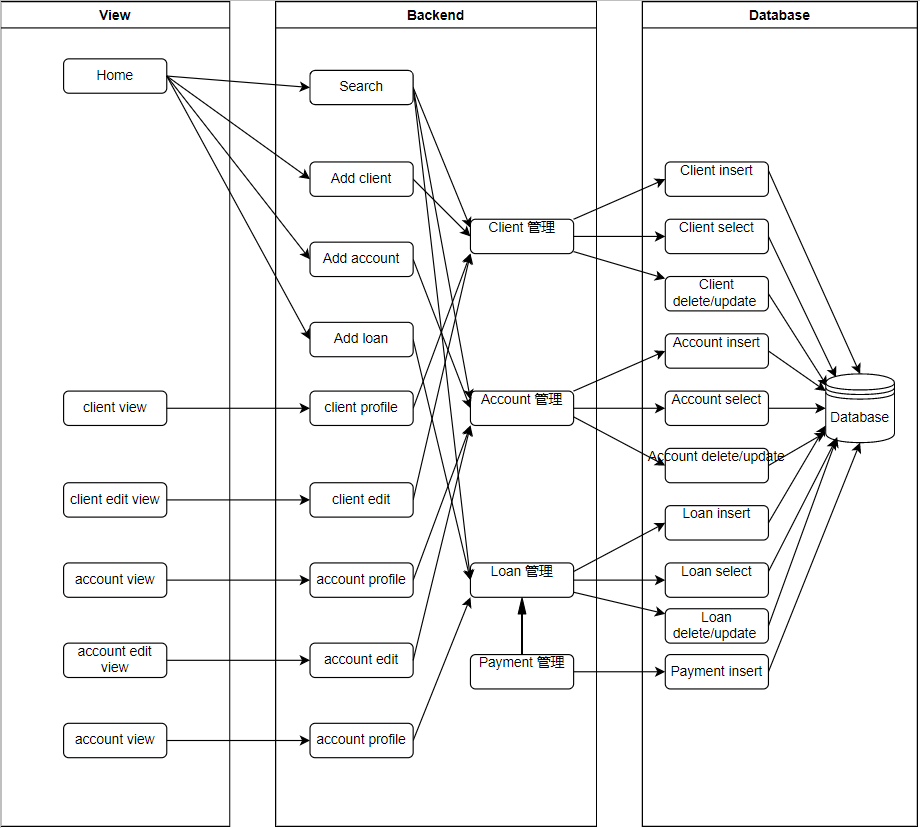 View
Backend
Database
Home
Search
Add client
Add account
Add loan
client view
client profile
client edit view
client edit
account view
account profile
account edit
view
account edit
account view
account profile
Client 管理
Account 管理
Loan 管理
Payment 管理
Client insert
Client select
Client
delete/update
Account insert
Account select
Account delete/update
Loan insert
Loan select
Loan
delete/update
Payment insert
Database